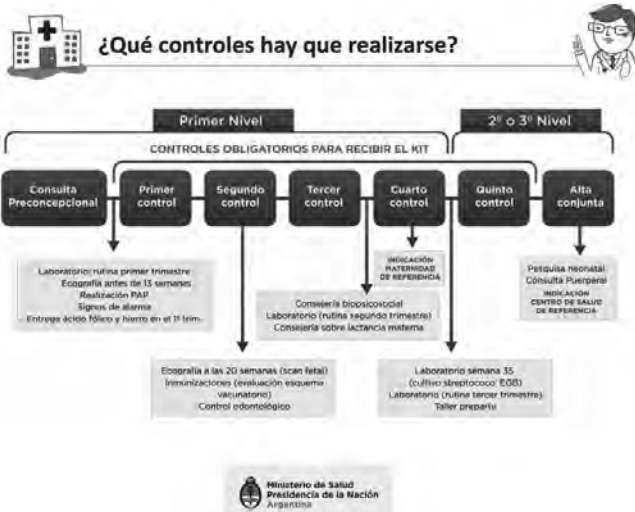 ¿Qué controles hay que realizarse?
Primer Nivel
2º o 3º Nivel
CONTROLES OBLIGATORIOS PARA RECIBIR EL KIT
Consulta
Preconcepcional
Primer
control
Segundo
control
Tercer
control
Cuarto
control
Quinto
control
Alta
conjunta
Laboratorio: rutina primer trimestre
Ecografía antes de 13 semanas
Realización PAP
Signos de alarma
Entrega ácido fólico y hierro en el 1º trim.
INDICACIÓN
MATERNIDAD
DE REFERENCIA
Pesquisa neonatal
Consulta Puerperal
INDICACIÓN
CENTRO DE SALUD
DE REFERENCIA
Consejería biopsicosocial
Laboratorio (rutina segundo trimestre)
Consejería sobre lactancia materna
Ecografía a las 20 semanas (scan fetal)
Inmunizaciones (evaluación esquema
vacunatorio)
Control odontológico
Laboratorio semana 35
(cultivo streptococo: EGB)
Laboratorio (rutina tercer trimestre)
Taller preparto
Ministerio de Salud
Presidencia de la Nación
Argentina